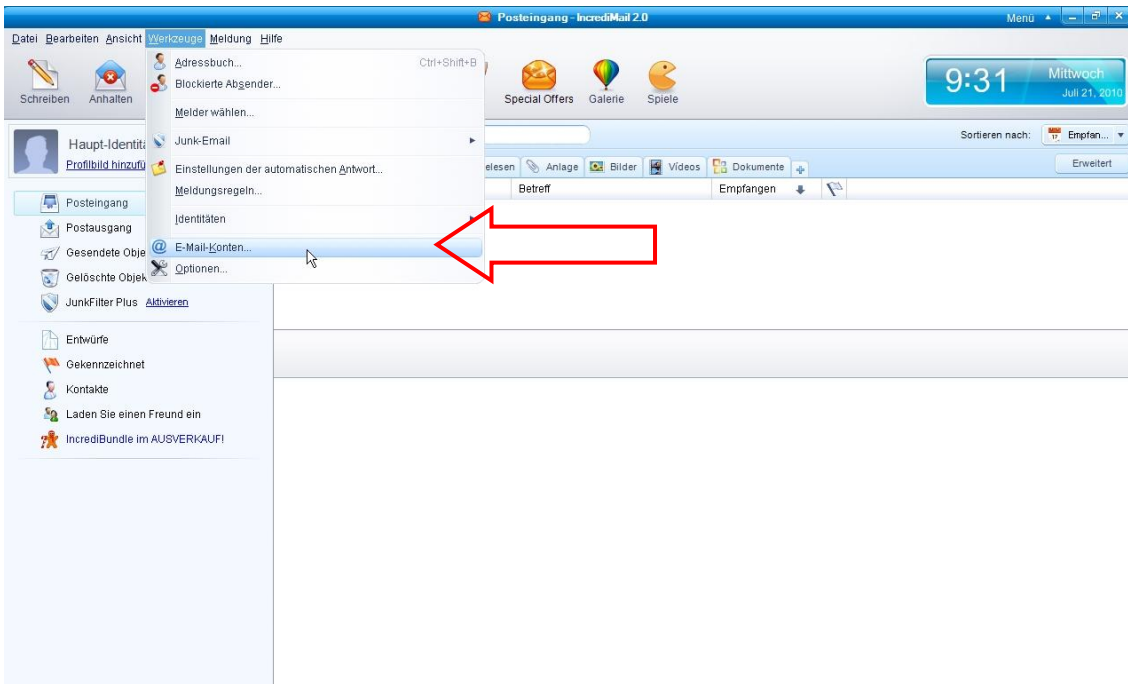 Posteingang - IncrediMail 2.0
Menü
Datei Bearbeiten Ansicht Werkzeuge Meldung Hilfe
Schreiben
Anhalten
Special Offers
Galerie
Spiele
9:31
Mittwoch
Juli 21, 2010
Adressbuch... Ctrl+Shift+B
Blockierte Absender...
Melder wählen...
Junk-Email
Einstellungen der automatischen Antwort...
Meldungsregeln...
Identitäten
E-Mail-Konten...
Optionen...
Sortieren nach: Empfan...
Anlage Bilder Vídeos Dokumente
Erweitert
Betreff Empfangen
Profilbild hinzufü
Posteingang
Postausgang
Gesendete Obje
Gelöschte Objek
JunkFilter Plus Aktivieren
Entwürfe
Gekennzeichnet
Kontakte
Laden Sie einen Freund ein
IncrediBundle im AUSVERKAUF!